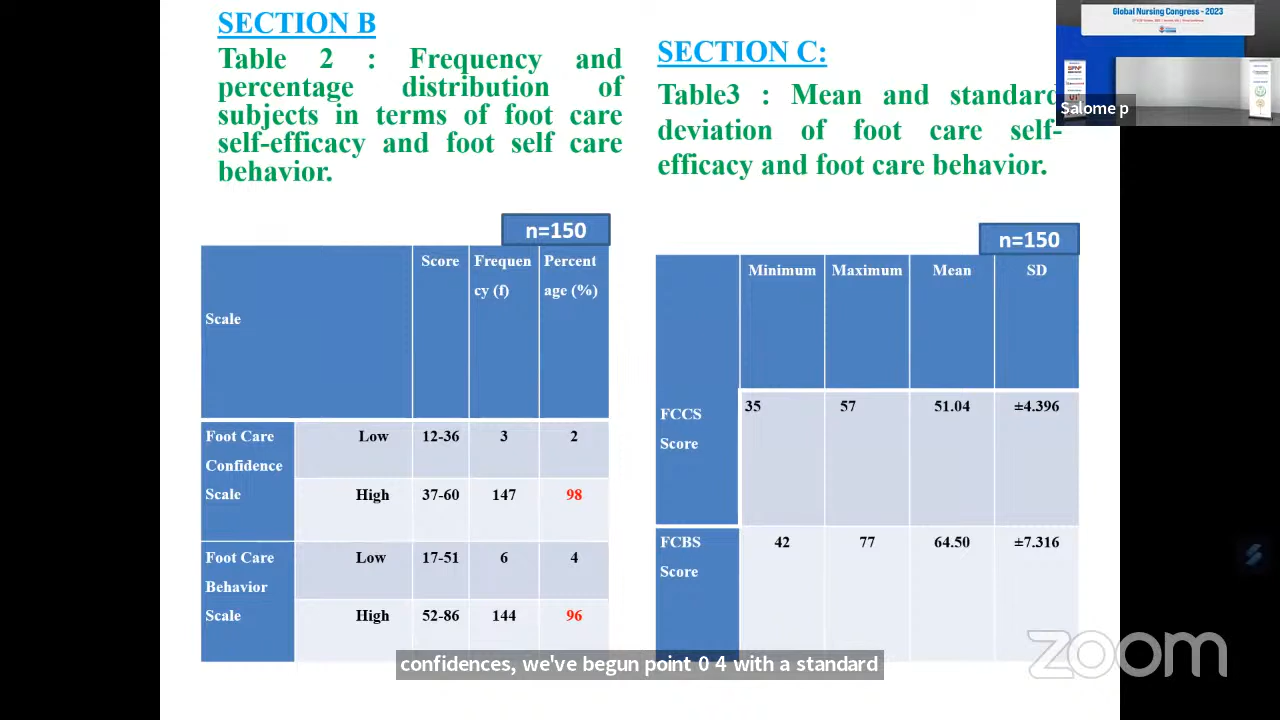 SECTION B
Table 2 : Frequency and
percentage distribution of
subjects in terms of foot care
self-efficacy and foot self care
behavior.
n=150
Scale
Score
Frequen
cy (f)
Percent
age (%)
Foot Care
Confidence
Scale
Low
12-36
3
2
High
37-60
147
98
Foot Care
Behavior
Scale
Low
17-51
6
4
High
52-86
144
96
SECTION C:
Table3 : Mean and standard
deviation of foot care self-
efficacy and foot care behavior.
n=150
Minimum
Maximum
Mean
SD
FCCS
Score
35
57
51.04
±4.396
FCBS
Score
42
77
64.50
±7.316
Global Nursing Congress - 2023
Salome p
confidences, we've begun point 0 4 with a standard
zoom